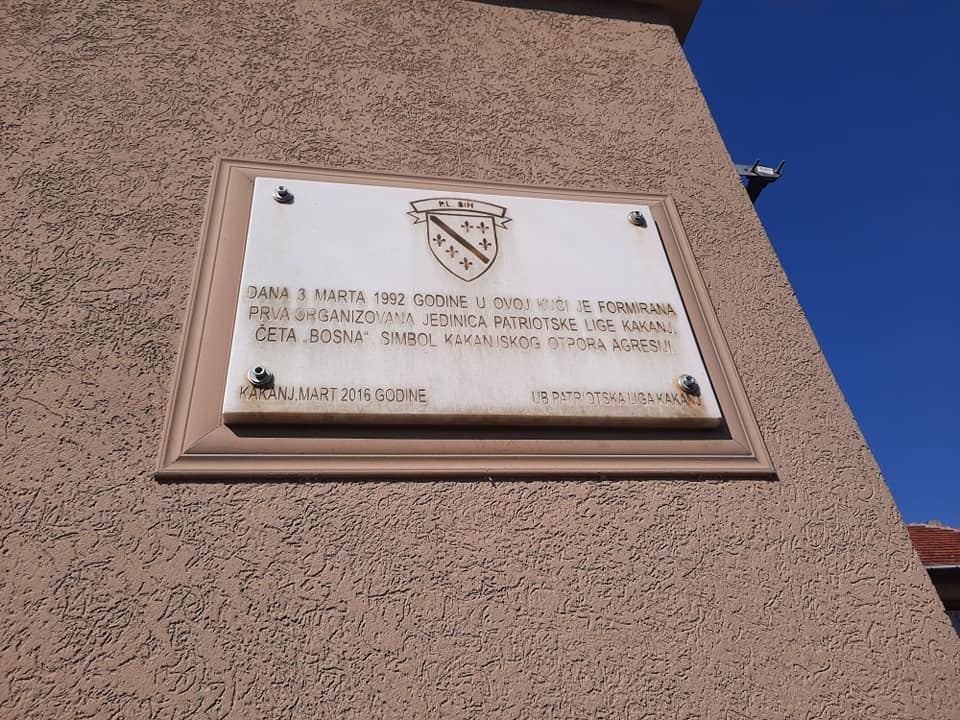 P.L. BIH
DANA 3 MARTA 1992 GODINE U OVOJ KUĆI JE FORMIRANA
PRVA ORGANIZOVANA JEDINICA PATRIOTSKE LIGE KAKANJ,
ČETA „BOSNA“. SIMBOL KAKANJSKOG OTPORA AGRESIJI.
KAKANJ,MART 2016 GODINE
UB PATRIOTSKA LIGA KAKANJ